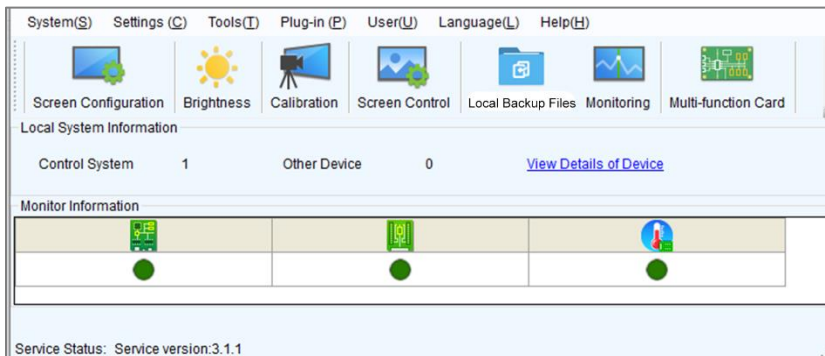 System(S) Settings (C) Tools(T) Plug-in (P) User(U) Language(L) Help(H)
Screen Configuration Brightness Calibration Screen Control Local Backup Files Monitoring Multi-function Card
Local System Information
Control System 1 Other Device 0 View Details of Device
Monitor Information
Service Status: Service version:3.1.1